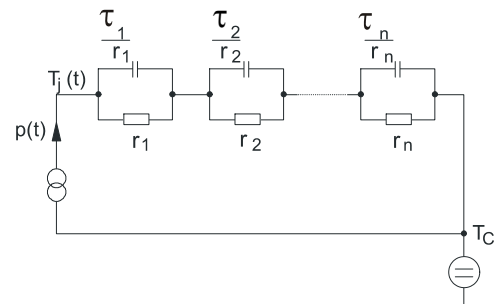 τ1/r1 τ2/r2 τn/rn
Tj(t)
p(t) r1 r2 rn
TC